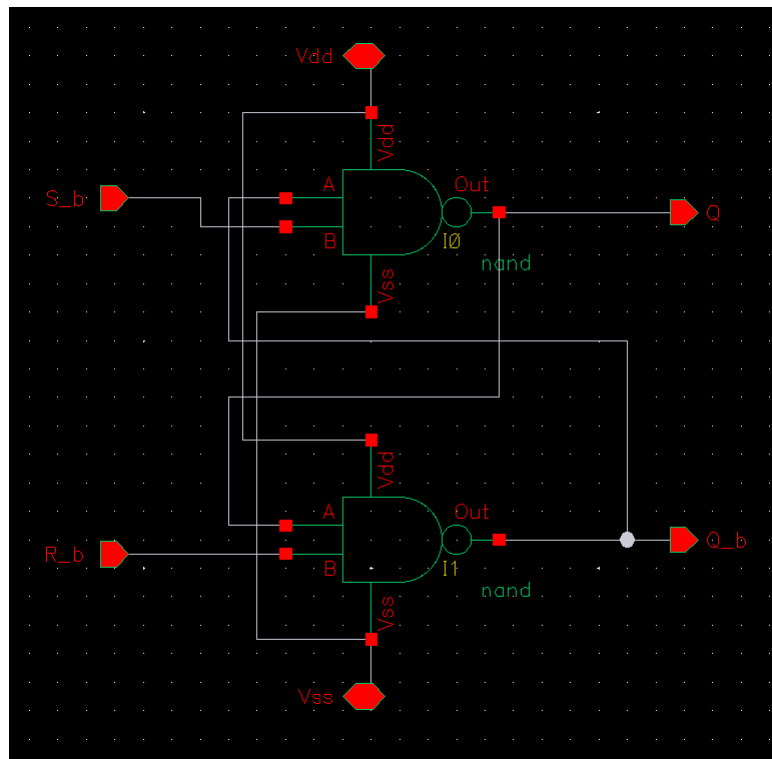 Vdd
Vdd
S_b
A
Out
Q
B
I0
nand
Vss
Vdd
A
Out
R_b
Q_b
B
I1
nand
Vss
Vss